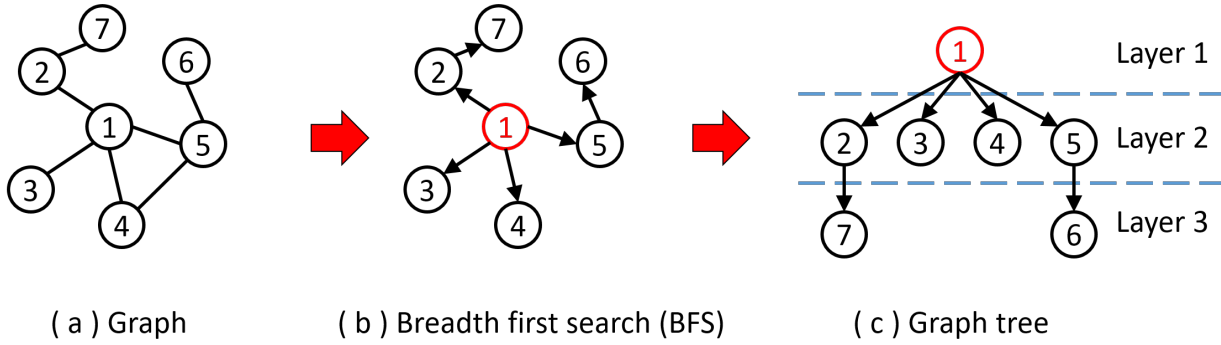 7
6
2
1
5
3
4
( a ) Graph
7
6
2
1
5
3
4
( b ) Breadth first search (BFS)
1
Layer 1
2 3 4 5
Layer 2
7 6
Layer 3
( c ) Graph tree